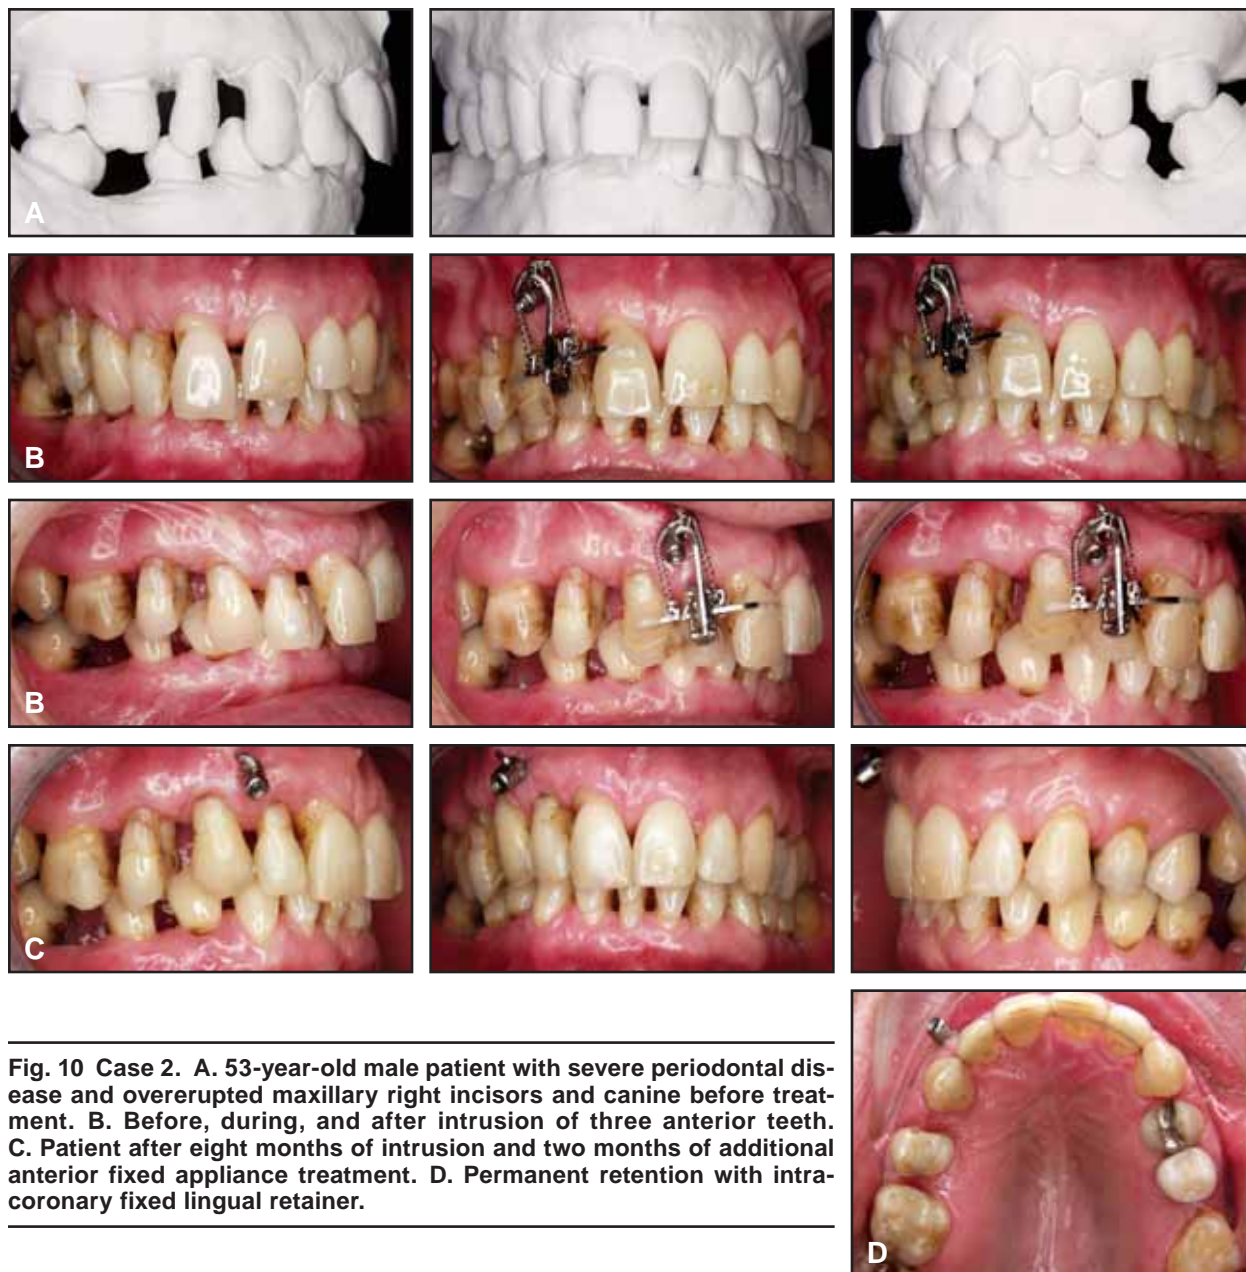 A
B
B
C
Fig. 10 Case 2. A. 53-year-old male patient with severe periodontal dis-
ease and overerupted maxillary right incisors and canine before treat-
ment. B. Before, during, and after intrusion of three anterior teeth.
C. Patient after eight months of intrusion and two months of additional
anterior fixed appliance treatment. D. Permanent retention with intra-
coronary fixed lingual retainer.
D